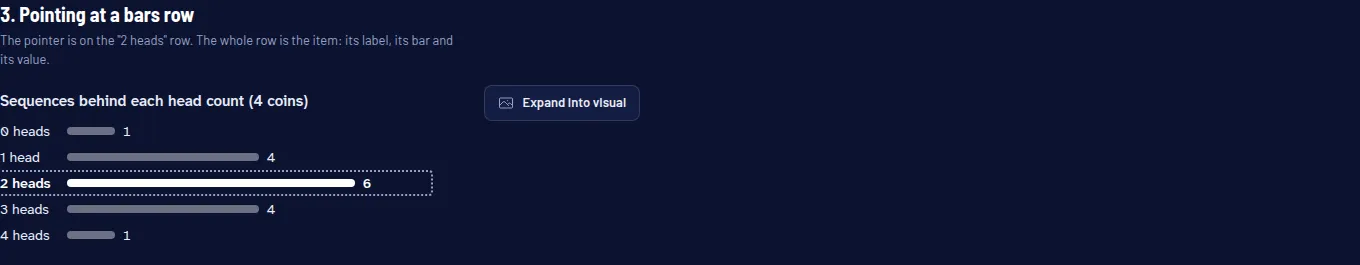 3. Pointing at a bars row
The pointer is on the "2 heads" row. The whole row is the item: its label, its bar and
its value.
Sequences behind each head count (4 coins)
Expand into visual
0 heads 1
1 head 4
2 heads 6
3 heads 4
4 heads 1